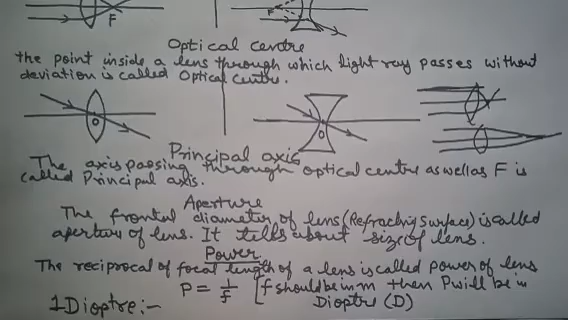 F
F
Optical centre
the point inside a lens through which light ray passes without
deviation is called Optical centre.
O
O
Principal axis
The axis passing through optical centre as well as F is
called Principal axis.
Aperture
The frontal diameter of lens (Refracting surface) is called
aperture of lens. It tells about size of lens.
Power
The reciprocal of focal length of a lens is called power of lens
P = 1/f [f should be in m then P will be in
1 Dioptre:- Dioptre (D)